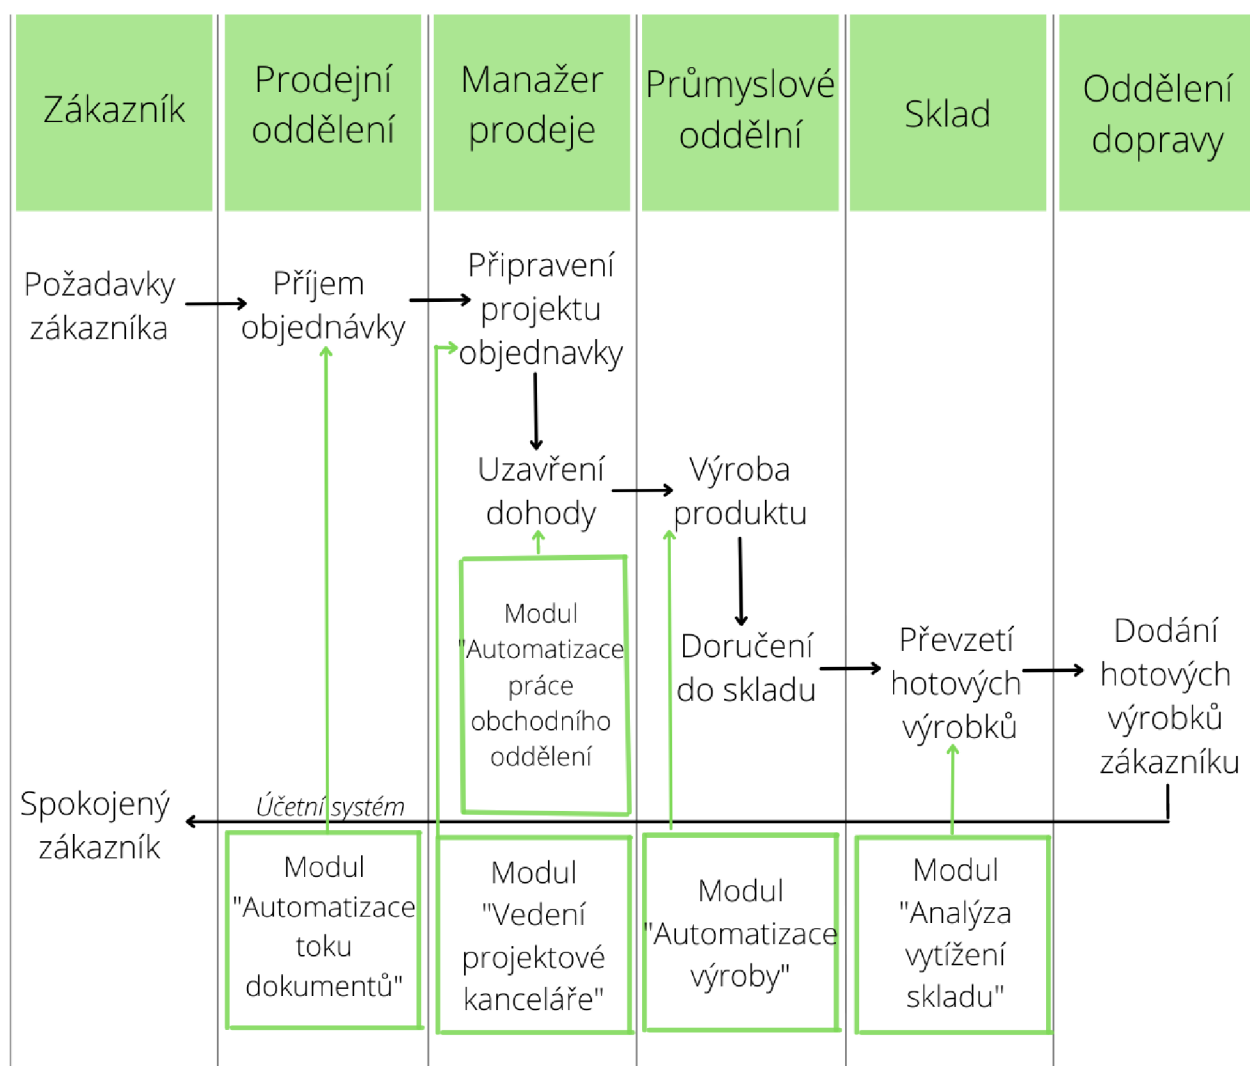 Zákazník
Prodejní
oddělení
Manažer
prodeje
Průmyslové
oddělní
Sklad
Oddělení
dopravy
Požadavky
zákazníka
Příjem
objednávky
Připravení
projektu
objednavky
Uzavření
dohody
Výroba
produktu
Modul
"Automatizace
práce
obchodního
oddělení
Doručení
do skladu
Převzetí
hotových
výrobků
Dodání
hotových
výrobků
zákazníku
Spokojený
zákazník
Účetní systém
Modul
"Automatizace
toku
dokumentů"
Modul
"Vedení
projektové
kanceláře"
Modul
"Automatizace
výroby"
Modul
"Analýza
vytížení
skladu"